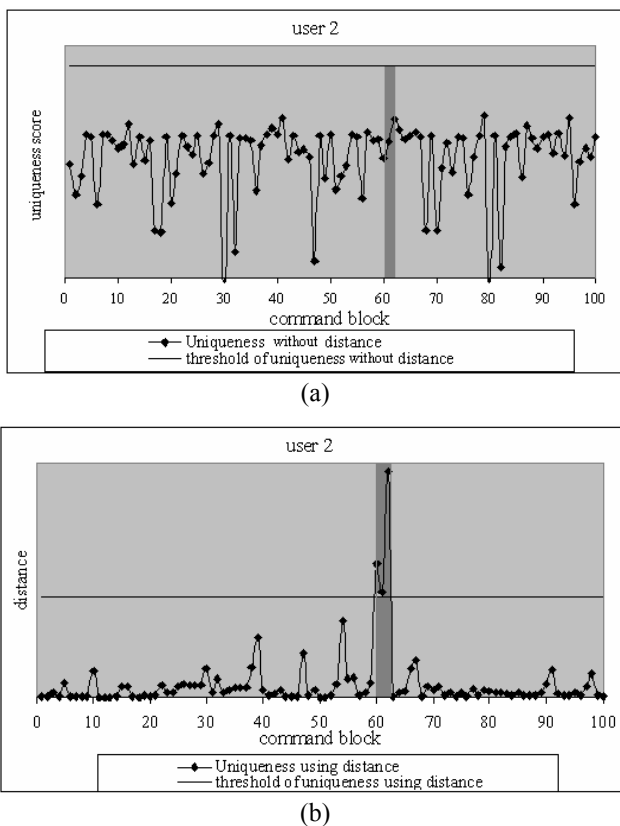 user 2
uniqueness score
0 10 20 30 40 50 60 70 80 90 100
command block
Uniqueness without distance
threshold of uniqueness without distance
(a)
user 2
distance
0 10 20 30 40 50 60 70 80 90 100
command block
Uniqueness using distance
threshold of uniqueness using distance
(b)